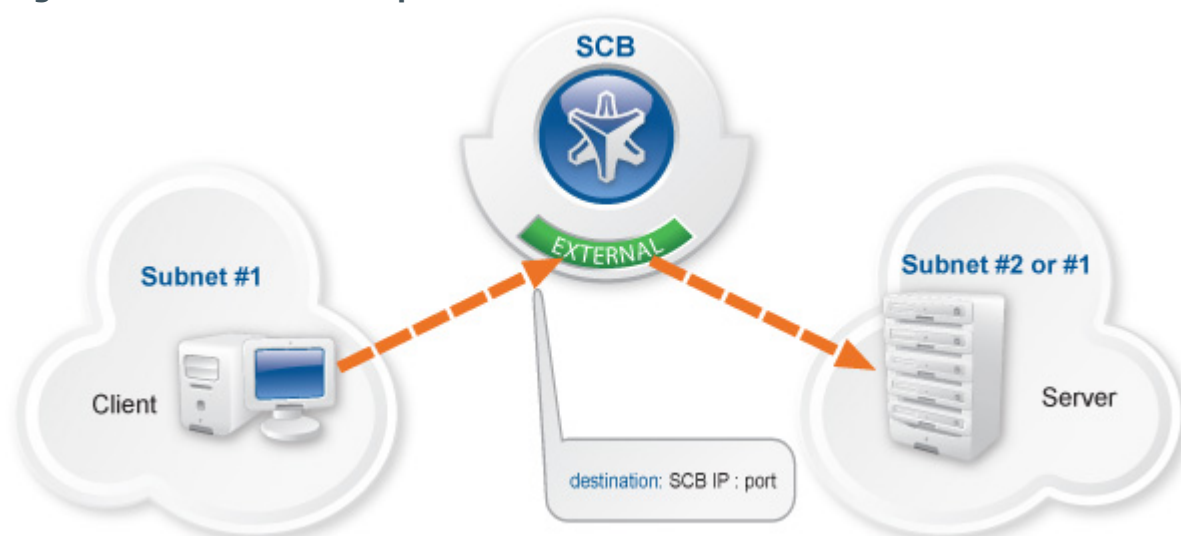 SCB
EXTERNAL
Subnet #1
Subnet #2 or #1
Client
Server
destination: SCB IP : port